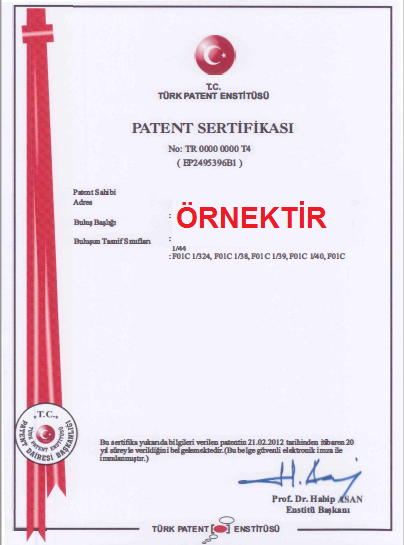 T.C.
TÜRK PATENT ENSTİTÜSÜ
PATENT SERTİFİKASI
No: TR 0000 0000 T4
( EP2495396B1 )
Patent Sahibi
Adres
:
Buluş Başlığı
ÖRNEKTİR
Buluşun Tasnif Sınıfları
:
1/44
: F01C 1/324, F01C 1/38, F01C 1/39, F01C 1/40, F01C
T.C.
TÜRK PATENT ENSTİTÜSÜ
PATENT DAİRESİ BAŞKANLIĞI
Bu sertifika yukarıda bilgileri verilen patentin 21.02.2012 tarihinden itibaren 20
yıl süreyle verildiğini belgelemektedir.(Bu belge güvenli elektronik imza ile
imzalanmıştır.)
Prof. Dr. Habip ASAN
Enstitü Başkanı
TÜRK PATENT ENSTİTÜSÜ